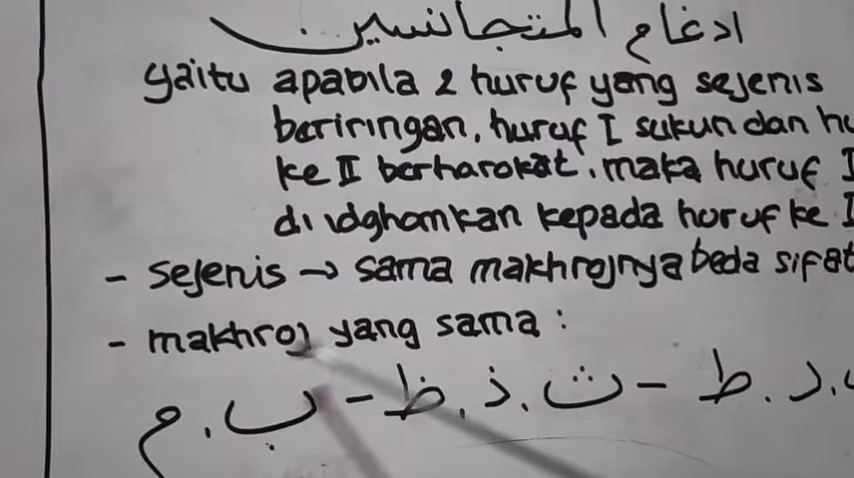 ادغام المتجانسين
yaitu apabila 2 huruf yang sejenis
beriringan, huruf I sukun dan hu
ke II berharokat, maka huruf I
di idghomkan kepada huruf ke I
- sejenis → sama makhrojnya beda sifat
- makhroj yang sama :
د . ط - ث . ذ . ظ - ب . م